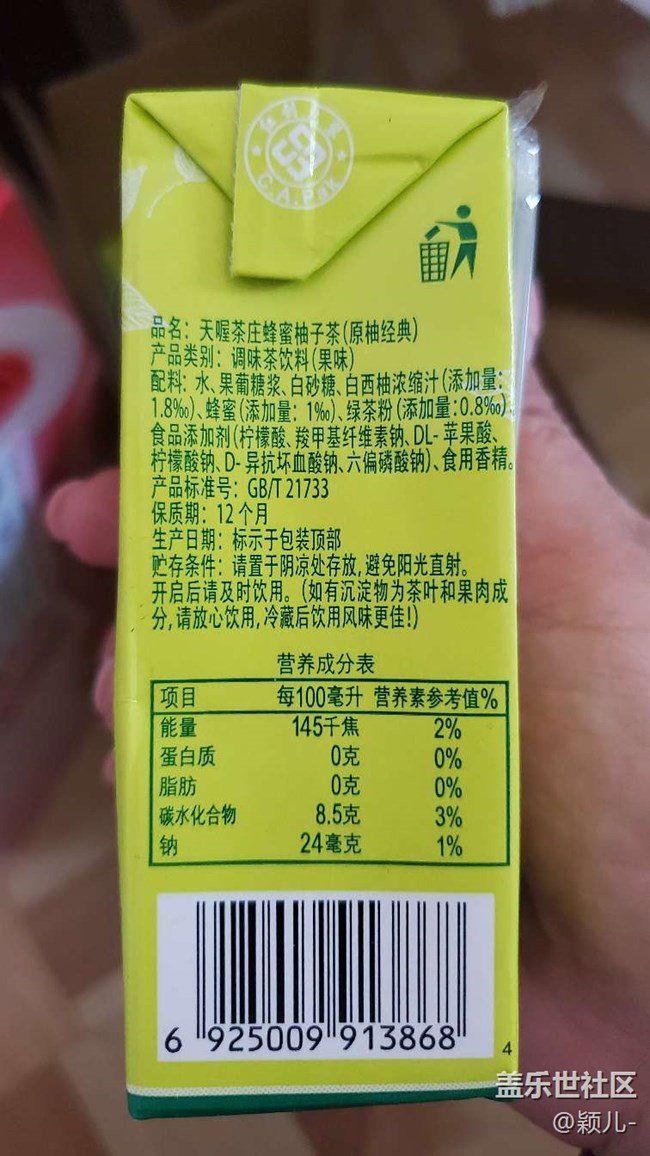 C.A.Pak
品名：天喔茶庄蜂蜜柚子茶(原柚经典)
产品类别：调味茶饮料(果味)
配料：水、果葡糖浆、白砂糖、白西柚浓缩汁(添加量：
1.8‰)、蜂蜜(添加量：1‰)、绿茶粉(添加量：0.8‰)、
食品添加剂(柠檬酸、羧甲基纤维素钠、DL-苹果酸、
柠檬酸钠、D-异抗坏血酸钠、六偏磷酸钠)、食用香精。
产品标准号：GB/T 21733
保质期：12个月
生产日期：标示于包装顶部
贮存条件：请置于阴凉处存放,避免阳光直射。
开启后请及时饮用。(如有沉淀物为茶叶和果肉成
分,请放心饮用,冷藏后饮用风味更佳!)
营养成分表
项目 每100毫升 营养素参考值%
能量 145千焦 2%
蛋白质 0克 0%
脂肪 0克 0%
碳水化合物 8.5克 3%
钠 24毫克 1%
6 925009 913868
4
盖乐世社区
@颖儿-